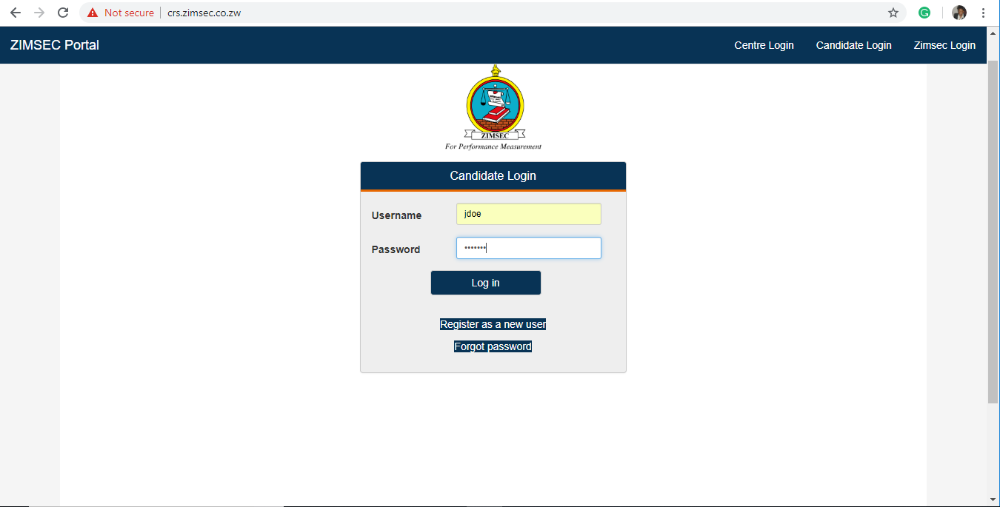 Not secure
crs.zimsec.co.zw
ZIMSEC Portal
Centre Login
Candidate Login
Zimsec Login
ZIMSEC
For Performance Measurement
Candidate Login
Username
jdoe
Password
•••••••
Log in
Register as a new user
Forgot password